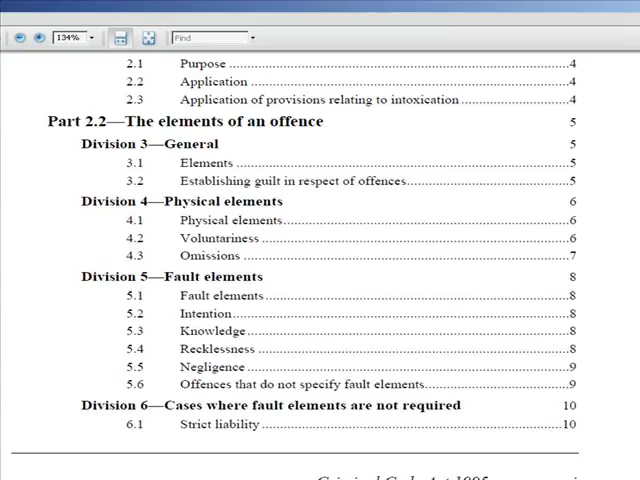 134%
Find
2.1 Purpose ..........................................................................................4
2.2 Application ....................................................................................4
2.3 Application of provisions relating to intoxication ............................4
Part 2.2—The elements of an offence 5
Division 3—General 5
3.1 Elements ........................................................................................5
3.2 Establishing guilt in respect of offences..........................................5
Division 4—Physical elements 6
4.1 Physical elements............................................................................6
4.2 Voluntariness ..................................................................................6
4.3 Omissions .......................................................................................7
Division 5—Fault elements 8
5.1 Fault elements .................................................................................8
5.2 Intention..........................................................................................8
5.3 Knowledge ......................................................................................8
5.4 Recklessness ...................................................................................8
5.5 Negligence ......................................................................................9
5.6 Offences that do not specify fault elements.....................................9
Division 6—Cases where fault elements are not required 10
6.1 Strict liability ................................................................................10
Criminal Code Act 1995